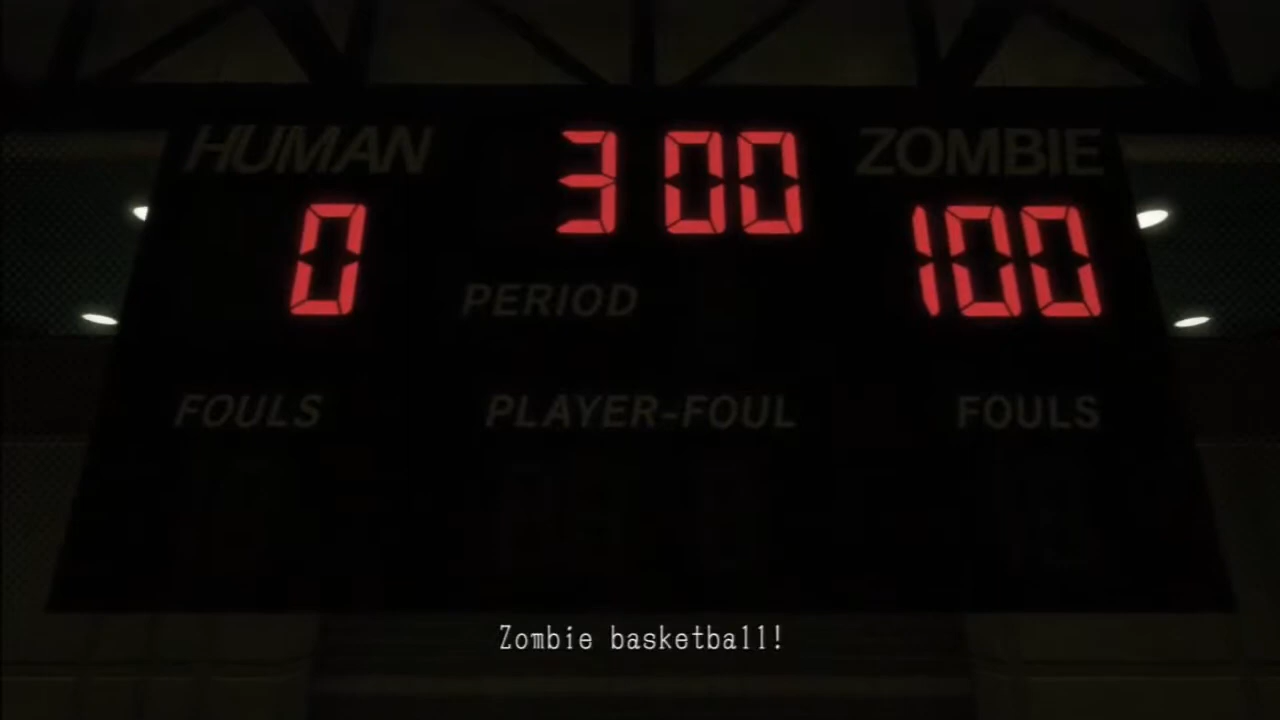 HUMAN 3 00 ZOMBIE
0 100
PERIOD
FOULS PLAYER-FOUL FOULS
Zombie basketball!